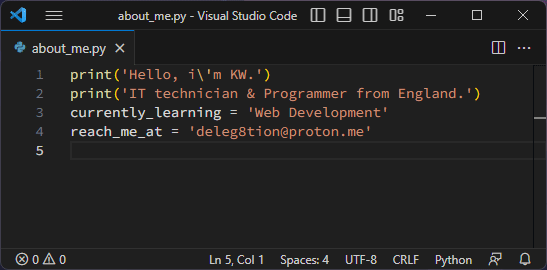 about_me.py - Visual Studio Code
about_me.py
1 print('Hello, i\'m KW.')
2 print('IT technician & Programmer from England.')
3 currently_learning = 'Web Development'
4 reach_me_at = 'deleg8tion@proton.me'
5
0 0 Ln 5, Col 1 Spaces: 4 UTF-8 CRLF Python